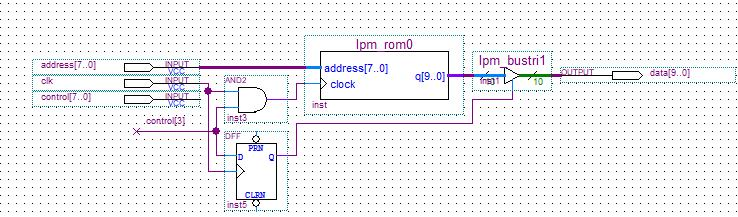 lpm_rom0
lpm_bustri1
address[7..0]
INPUT
VCC
clk
INPUT
VCC
control[7..0]
INPUT
VCC
AND2
inst3
address[7..0]
clock
q[9..0]
inst
10
OUTPUT
data[9..0]
control[3]
DFF
PRN
D
Q
CLRN
inst5